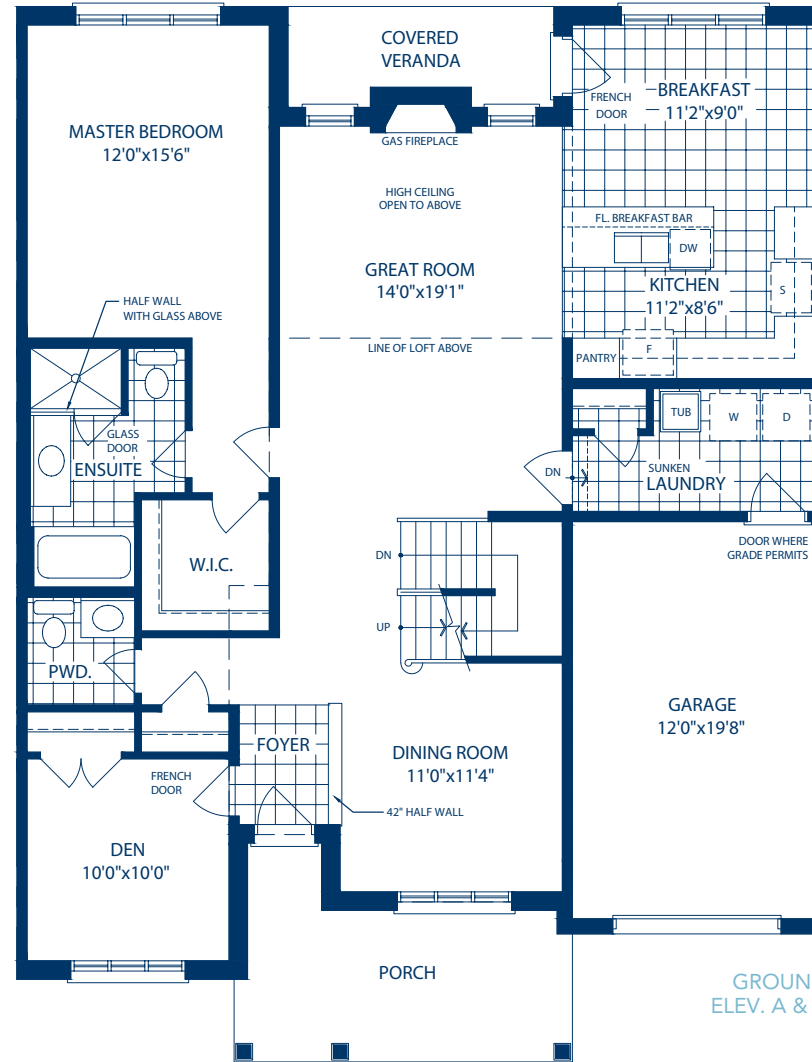 COVERED
VERANDA
BREAKFAST
11'2"x9'0"
FRENCH
DOOR
MASTER BEDROOM
12'0"x15'6"
GAS FIREPLACE
HIGH CEILING
OPEN TO ABOVE
FL. BREAKFAST BAR
DW
GREAT ROOM
14'0"x19'1"
KITCHEN
11'2"x8'6"
S
HALF WALL
WITH GLASS ABOVE
LINE OF LOFT ABOVE
PANTRY
F
TUB
W
D
GLASS
DOOR
ENSUITE
DN
SUNKEN
LAUNDRY
W.I.C.
DN
DOOR WHERE
GRADE PERMITS
UP
PWD.
GARAGE
12'0"x19'8"
FOYER
DINING ROOM
11'0"x11'4"
FRENCH
DOOR
42" HALF WALL
DEN
10'0"x10'0"
PORCH
GROUN
ELEV. A &